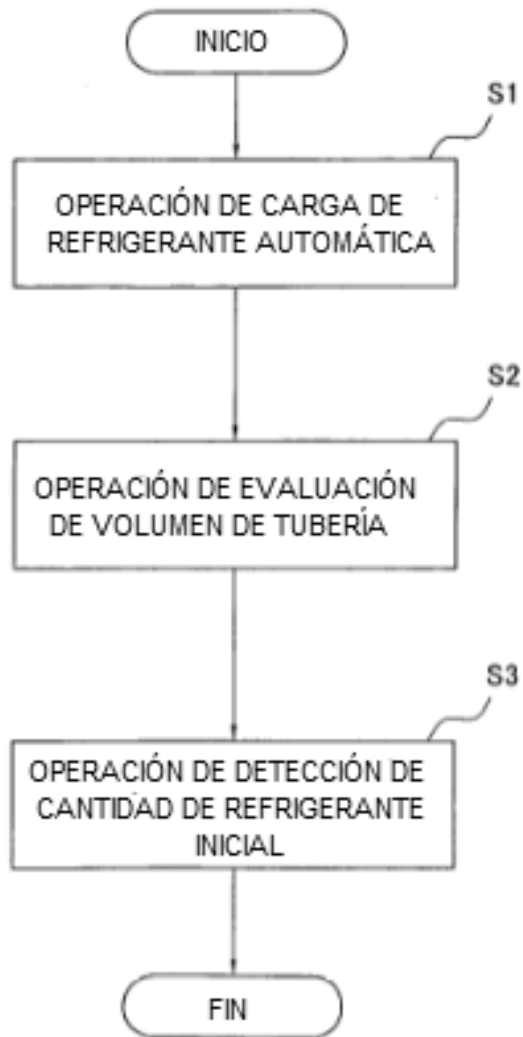 INICIO
S1
OPERACIÓN DE CARGA DE
REFRIGERANTE AUTOMÁTICA
S2
OPERACIÓN DE EVALUACIÓN
DE VOLUMEN DE TUBERÍA
S3
OPERACIÓN DE DETECCIÓN DE
CANTIDAD DE REFRIGERANTE
INICIAL
FIN